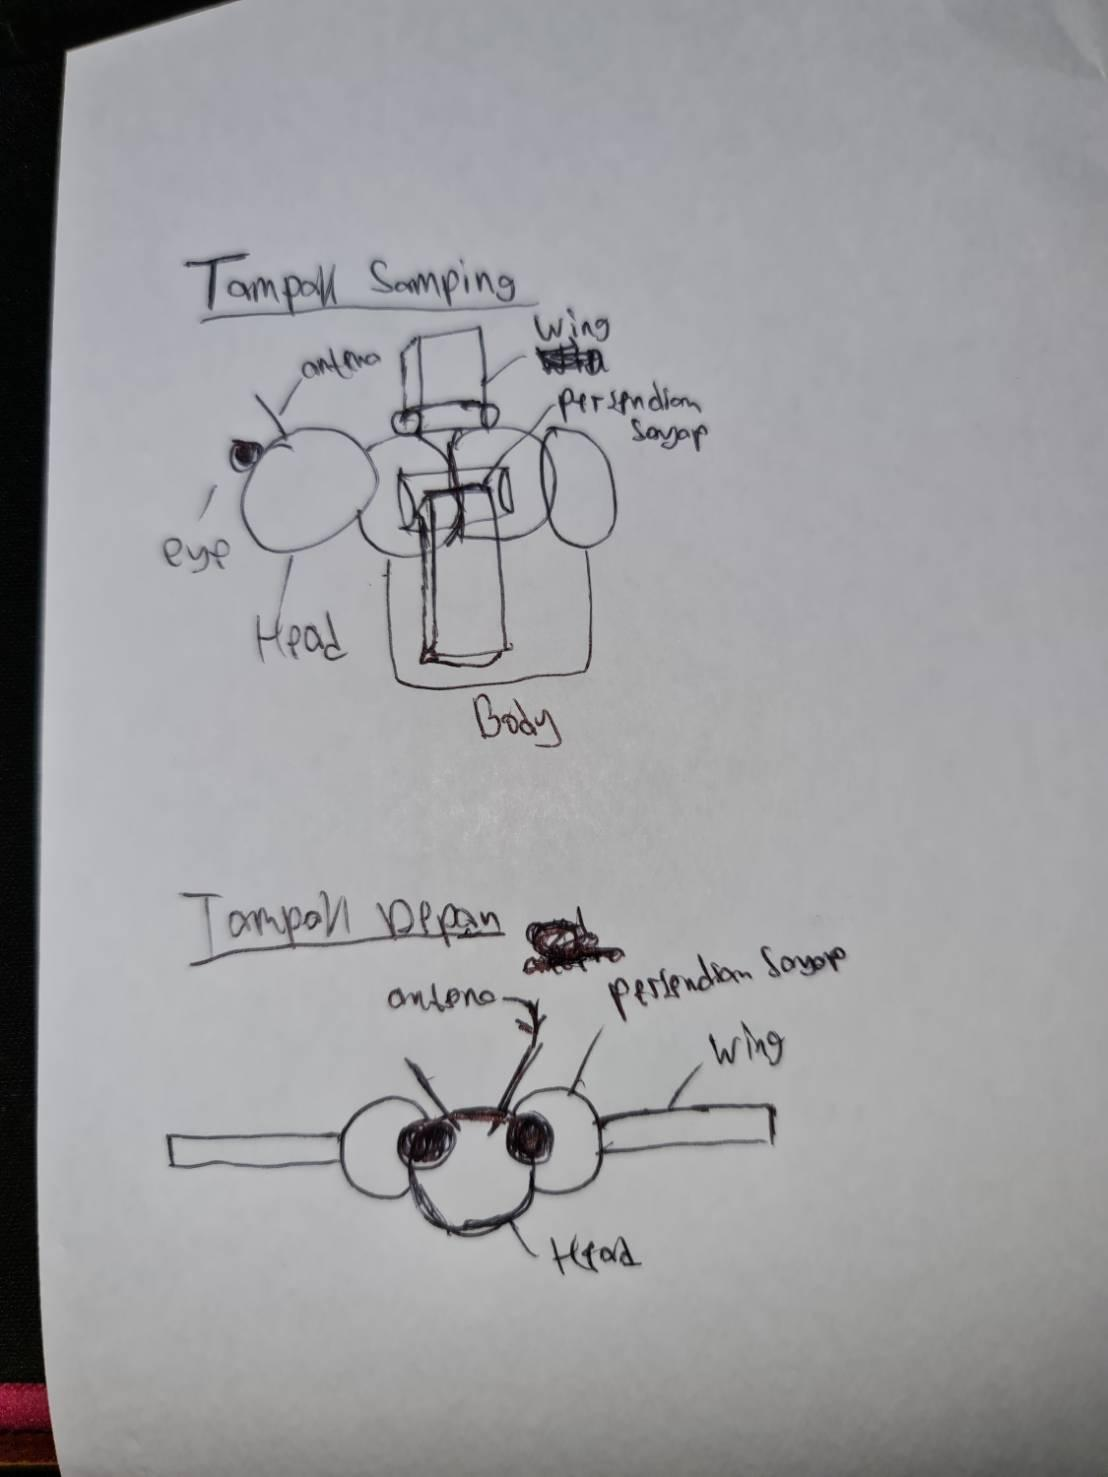 Tampak Samping
antena
Wing
persendian
Sayap
eye
Head
Body
Tampak Depan
antena
persendian Sayap
Wing
Head